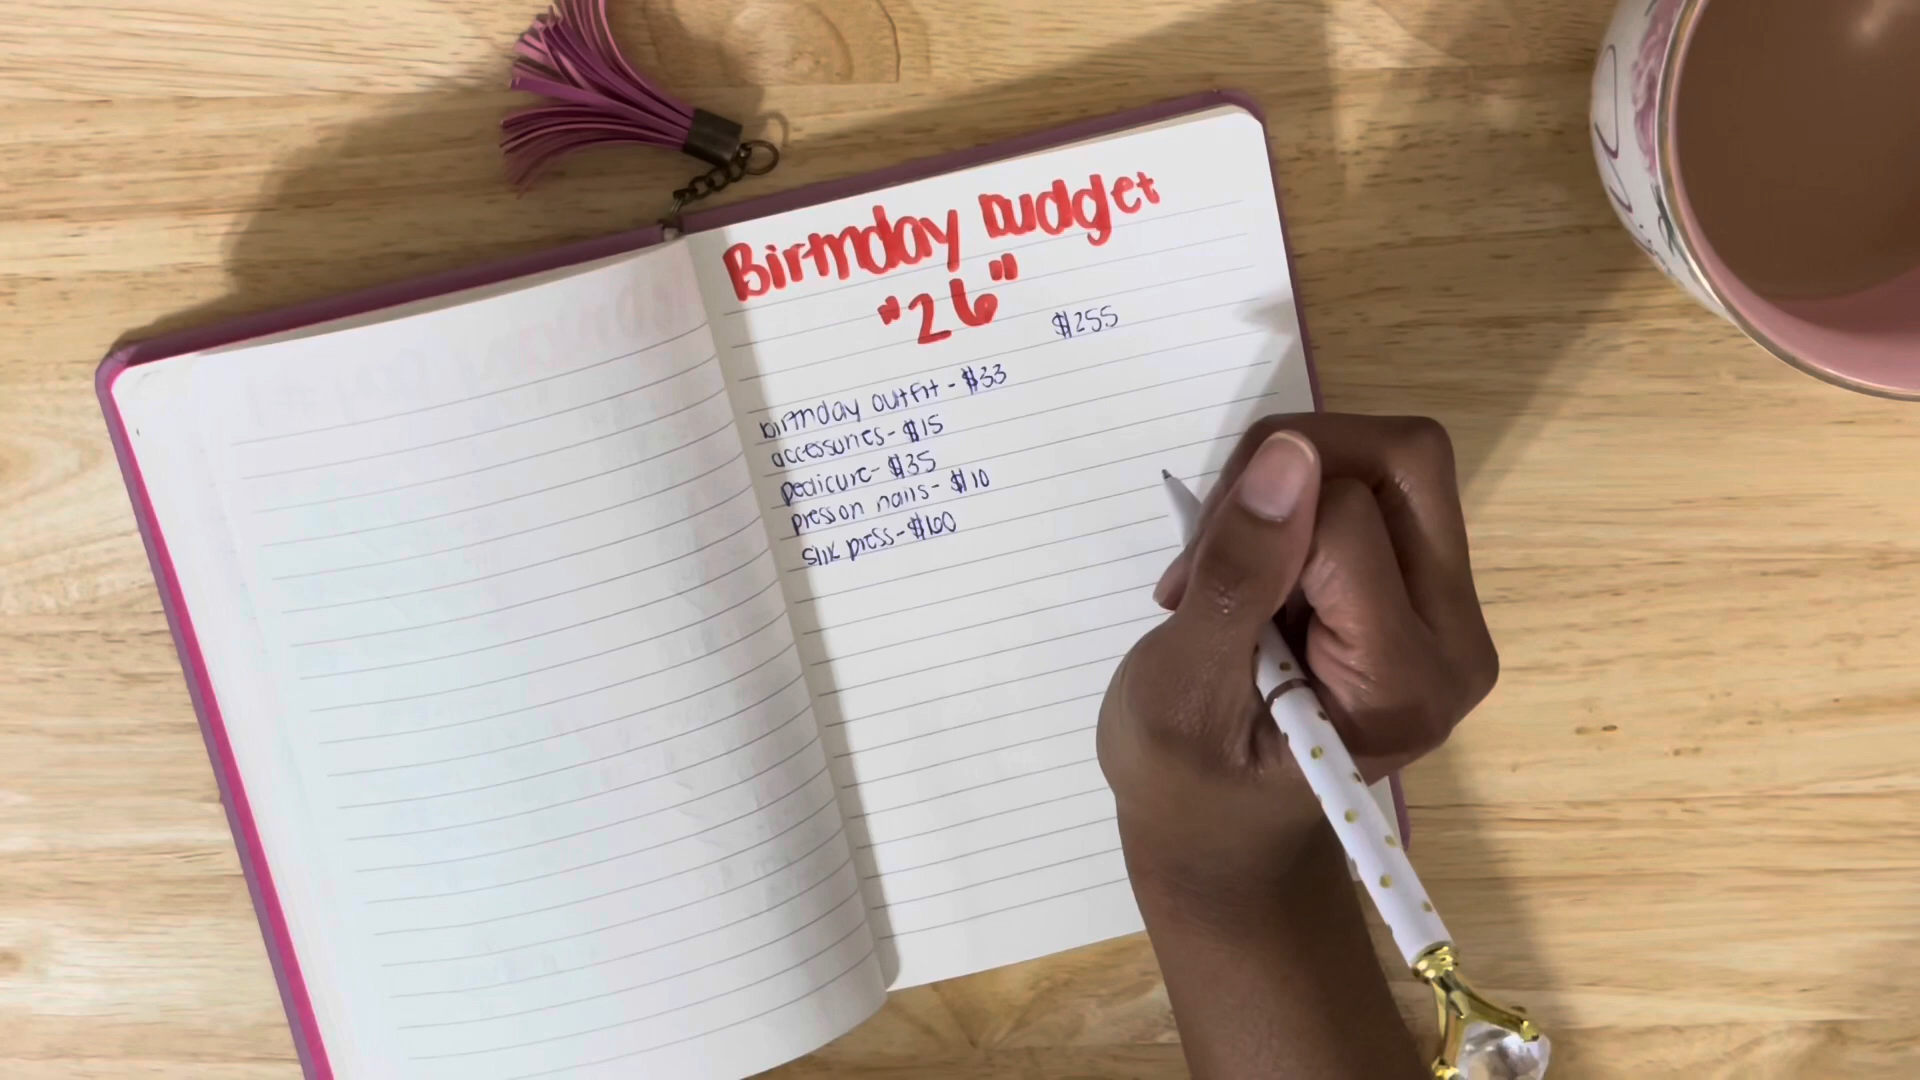 Birthday Budget
"26"
$255
birthday outfit - $33
accessories - $15
pedicure - $35
press on nails - $10
silk press - $100